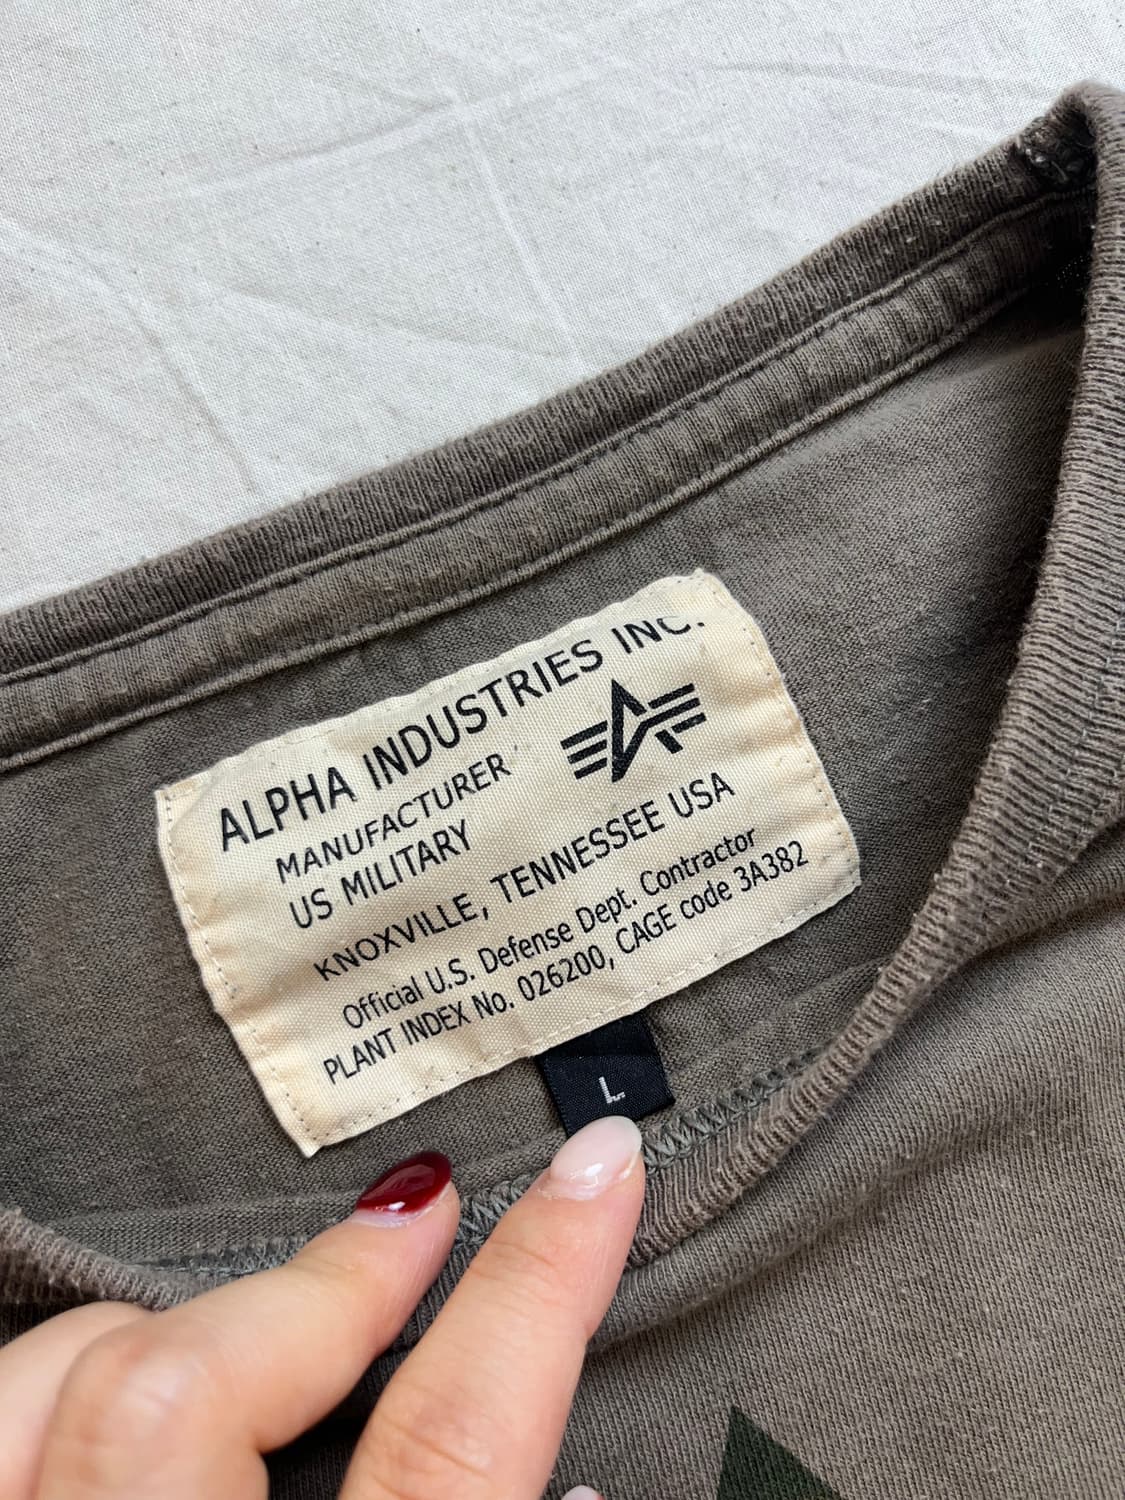 ALPHA INDUSTRIES INC.
MANUFACTURER
US MILITARY
KNOXVILLE, TENNESSEE USA
Official U.S. Defense Dept. Contractor
PLANT INDEX No. 026200, CAGE code 3A382
L